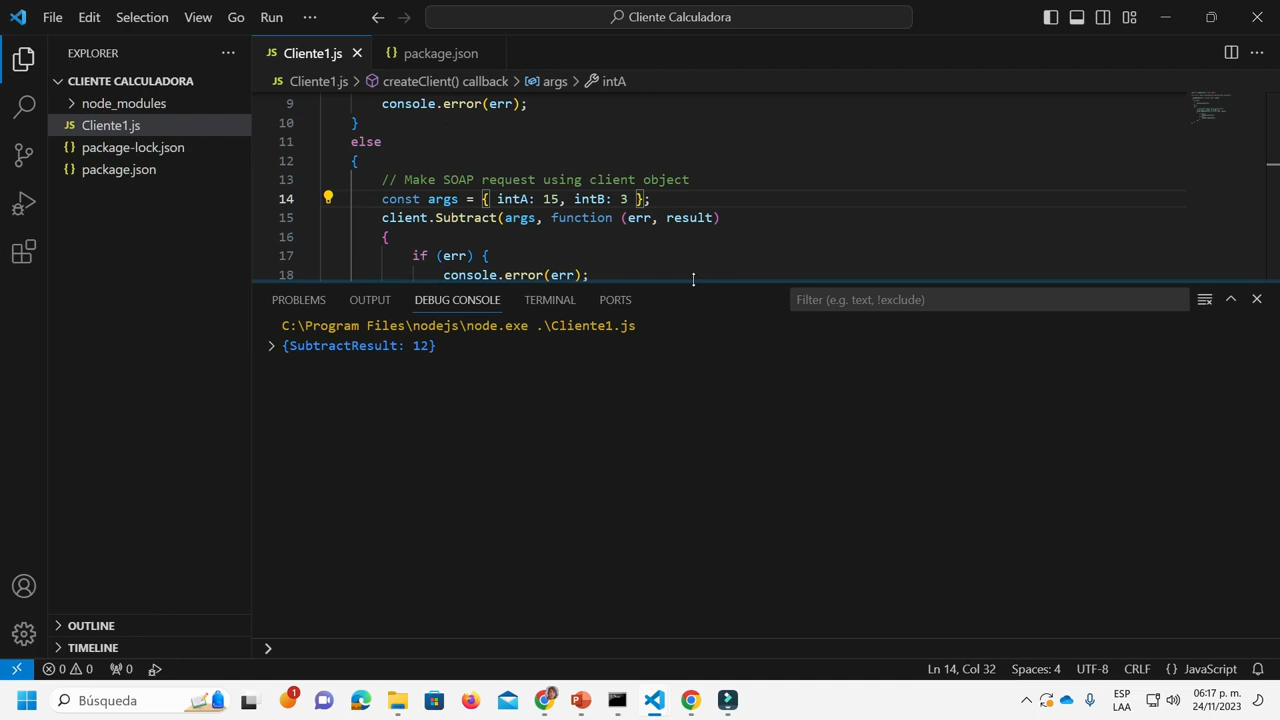 File Edit Selection View Go Run ··· Cliente Calculadora
EXPLORER ···
JS Cliente1.js {} package.json
CLIENTE CALCULADORA
JS Cliente1.js > createClient() callback > args > intA
node_modules
JS Cliente1.js
{} package-lock.json
{} package.json
9 console.error(err);
10 }
11 else
12 {
13 // Make SOAP request using client object
14 const args = { intA: 15, intB: 3 };
15 client.Subtract(args, function (err, result)
16 {
17 if (err) {
18 console.error(err);
PROBLEMS OUTPUT DEBUG CONSOLE TERMINAL PORTS Filter (e.g. text, !exclude)
C:\Program Files\nodejs\node.exe .\Cliente1.js
> {SubtractResult: 12}
>
OUTLINE
TIMELINE
0 0 0 Ln 14, Col 32 Spaces: 4 UTF-8 CRLF {} JavaScript
Búsqueda 1 ESP LAA 06:17 p. m. 24/11/2023